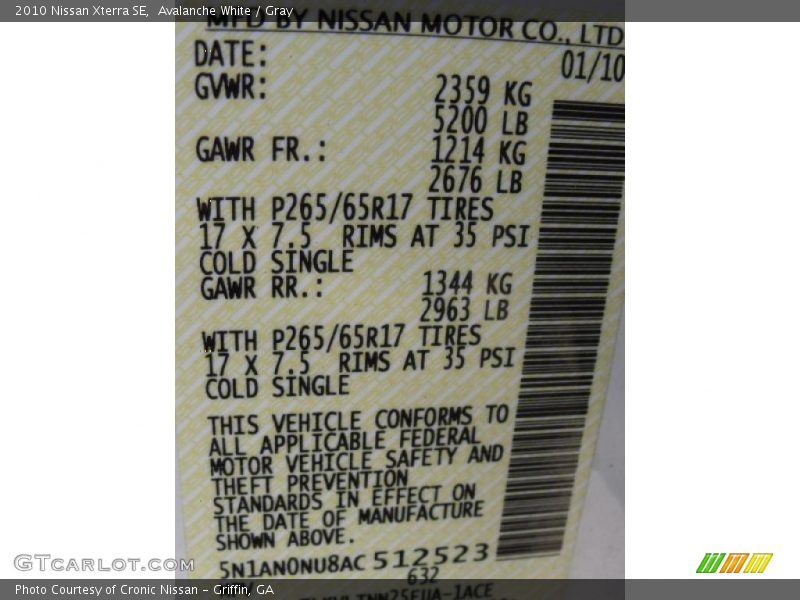 2010 Nissan Xterra SE, Avalanche White / Gray
MFD BY NISSAN MOTOR CO., LTD
DATE: 01/10
GVWR: 2359 KG
5200 LB
GAWR FR.: 1214 KG
2676 LB
WITH P265/65R17 TIRES
17 X 7.5 RIMS AT 35 PSI
COLD SINGLE
GAWR RR.: 1344 KG
2963 LB
WITH P265/65R17 TIRES
17 X 7.5 RIMS AT 35 PSI
COLD SINGLE
THIS VEHICLE CONFORMS TO
ALL APPLICABLE FEDERAL
MOTOR VEHICLE SAFETY AND
THEFT PREVENTION
STANDARDS IN EFFECT ON
THE DATE OF MANUFACTURE
SHOWN ABOVE.
5N1AN0NU8AC 512523
632
GTcarlot.com
Photo Courtesy of Cronic Nissan – Griffin, GA